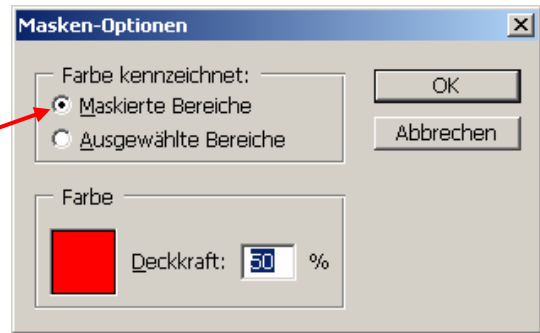 Masken-Optionen
Farbe kennzeichnet:
Maskierte Bereiche
Ausgewählte Bereiche
OK
Abbrechen
Farbe
Deckkraft: 50 %